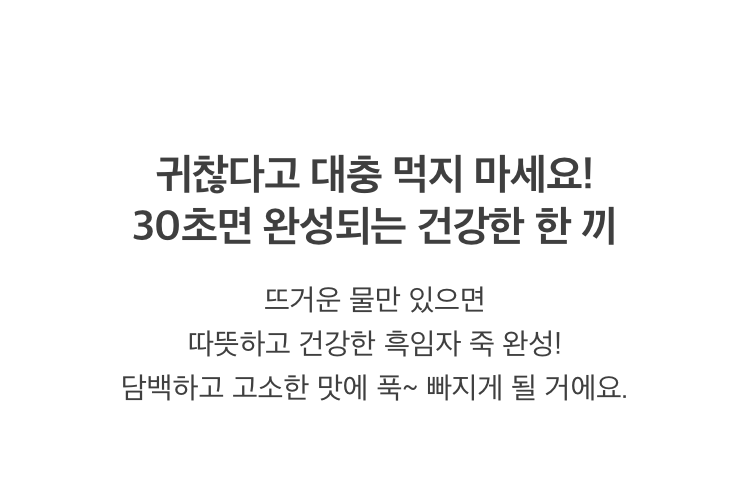 귀찮다고 대충 먹지 마세요!
30초면 완성되는 건강한 한 끼
뜨거운 물만 있으면
따뜻하고 건강한 흑임자 죽 완성!
담백하고 고소한 맛에 푹~ 빠지게 될 거에요.